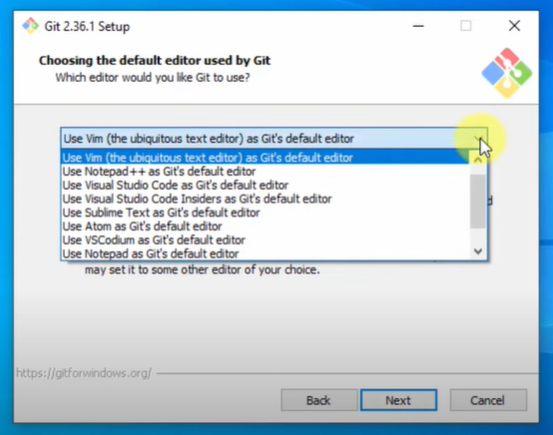 Git 2.36.1 Setup
Choosing the default editor used by Git
Which editor would you like Git to use?
Use Vim (the ubiquitous text editor) as Git's default editor
Use Vim (the ubiquitous text editor) as Git's default editor
Use Notepad++ as Git's default editor
Use Visual Studio Code as Git's default editor
Use Visual Studio Code Insiders as Git's default editor
Use Sublime Text as Git's default editor
Use Atom as Git's default editor
Use VSCodium as Git's default editor
Use Notepad as Git's default editor
may set it to some other editor of your choice.
https://gitforwindows.org/
Back
Next
Cancel